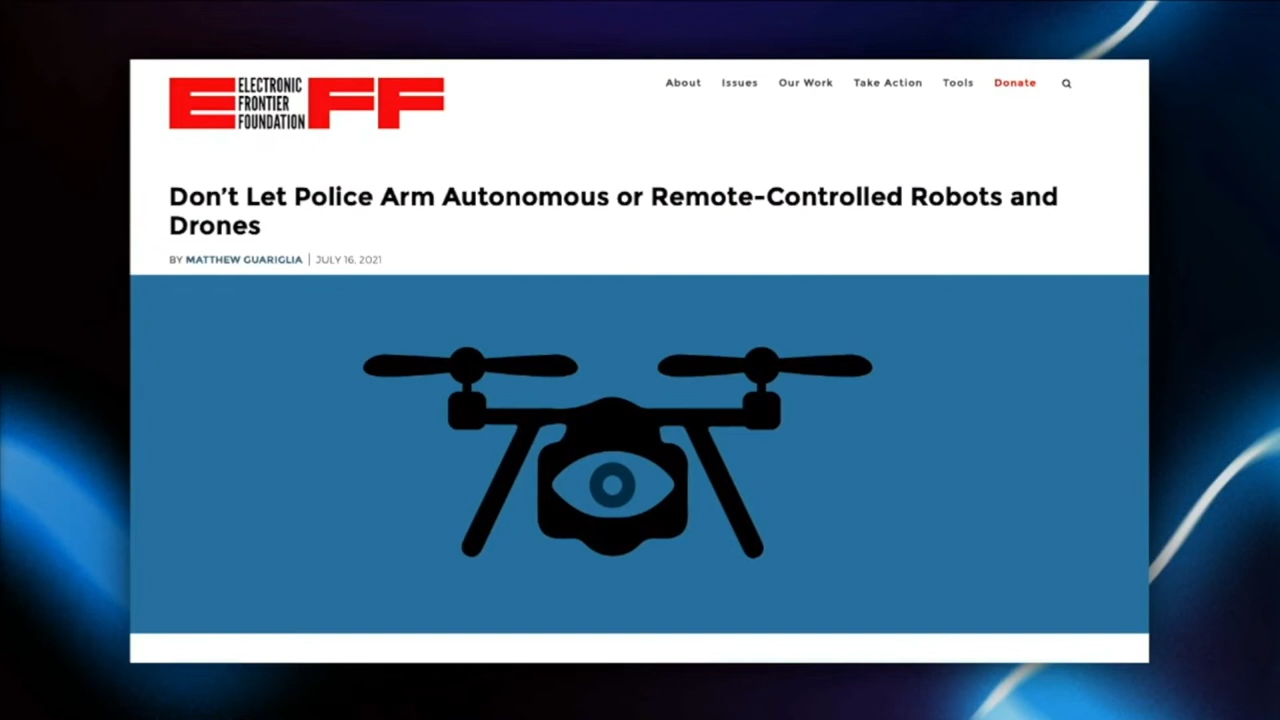 EFF
ELECTRONIC
FRONTIER
FOUNDATION
About Issues Our Work Take Action Tools Donate
Don't Let Police Arm Autonomous or Remote-Controlled Robots and
Drones
BY MATTHEW GUARIGLIA | JULY 16, 2021